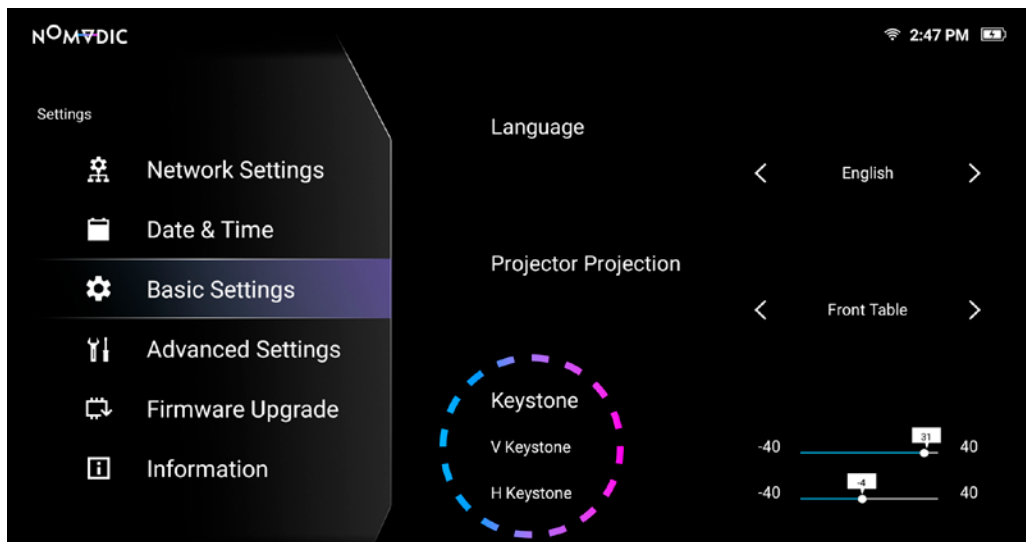 NOMADIC
2:47 PM
Settings
Network Settings
Date & Time
Basic Settings
Advanced Settings
Firmware Upgrade
Information
Language
English
Projector Projection
Front Table
Keystone
V Keystone -40 31 40
H Keystone -40 -4 40